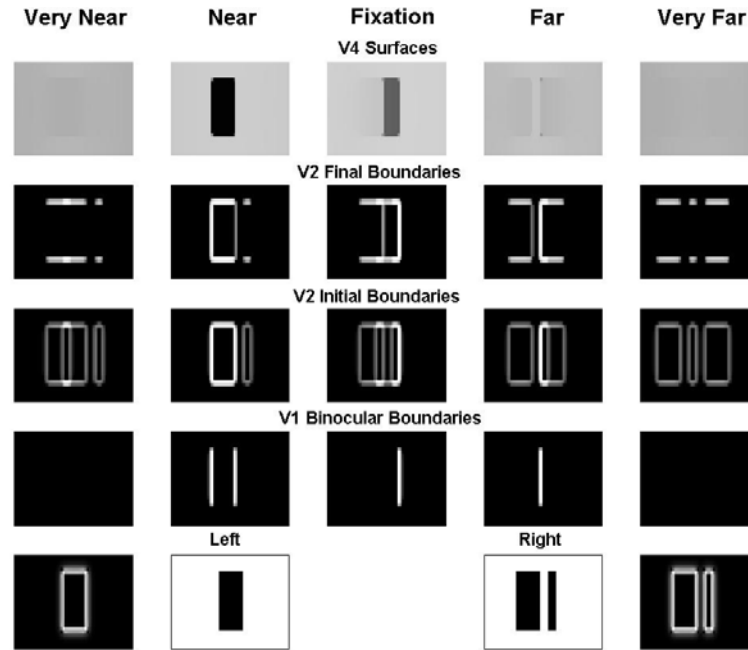 Very Near Near Fixation Far Very Far
V4 Surfaces
V2 Final Boundaries
V2 Initial Boundaries
V1 Binocular Boundaries
Left Right